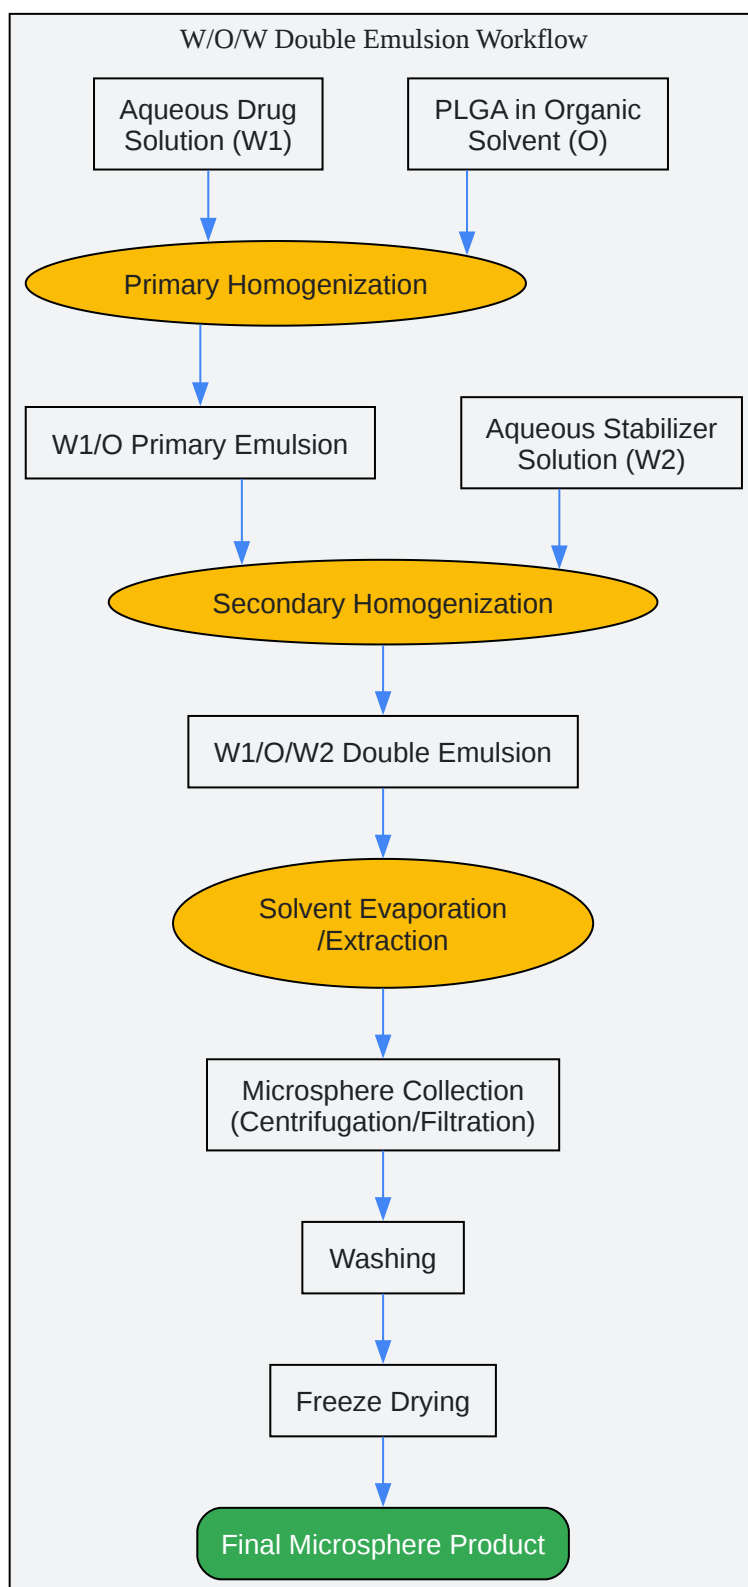 W/O/W Double Emulsion Workflow
Aqueous Drug
Solution (W1)
PLGA in Organic
Solvent (O)
Primary Homogenization
W1/O Primary Emulsion
Aqueous Stabilizer
Solution (W2)
Secondary Homogenization
W1/O/W2 Double Emulsion
Solvent Evaporation
/Extraction
Microsphere Collection
(Centrifugation/Filtration)
Washing
Freeze Drying
Final Microsphere Product